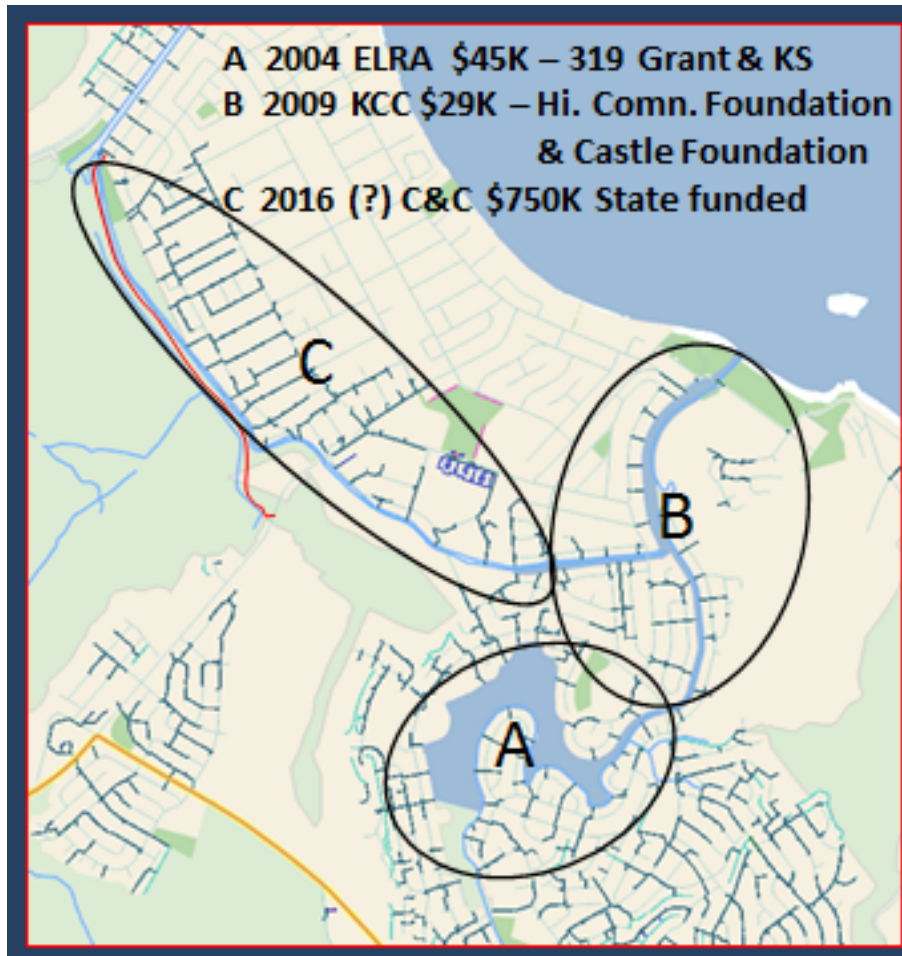 A 2004 ELRA $45K – 319 Grant & KS
B 2009 KCC $29K – Hi. Comn. Foundation
& Castle Foundation
C 2016 (?) C&C $750K State funded
C
B
A